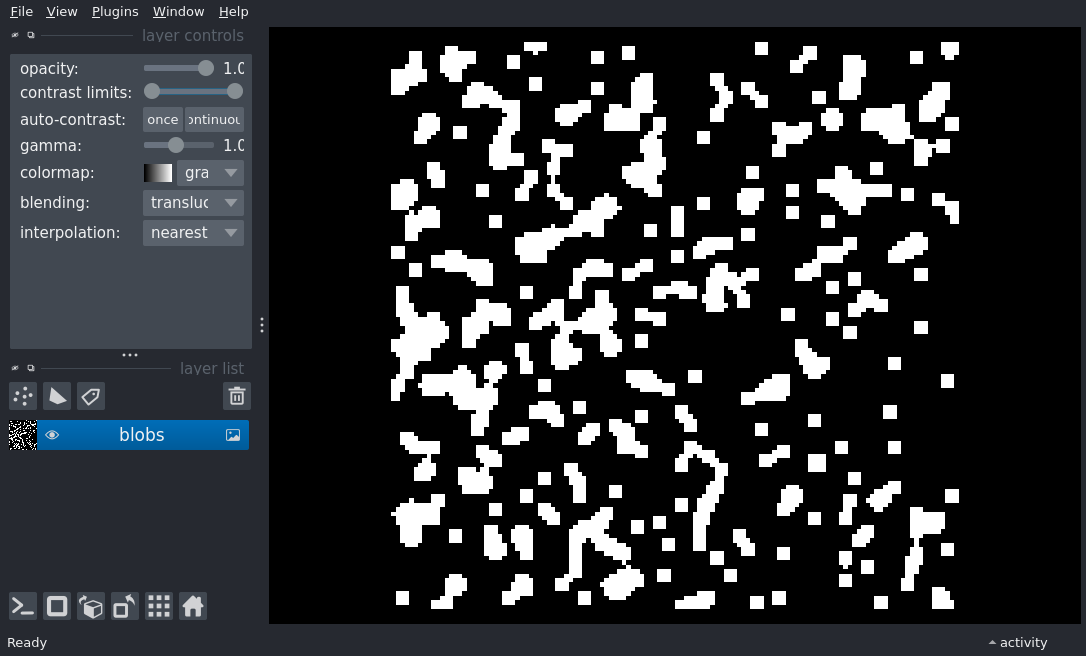 File View Plugins Window Help
layer controls
opacity: 1.0
contrast limits:
auto-contrast: once ontinuou
gamma: 1.0
colormap: gra
blending: transluc
interpolation: nearest
layer list
blobs
Ready
activity